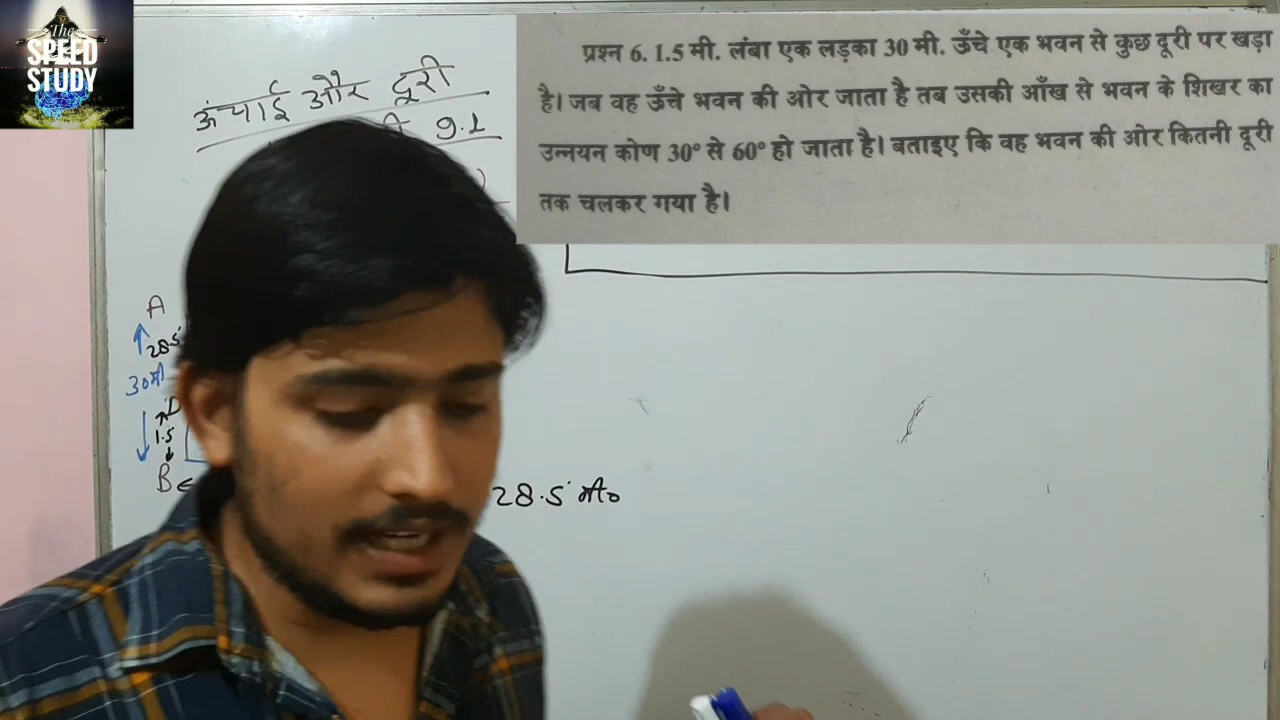 The
SPEED
STUDY
ऊंचाई और दूरी
9.1
प्रश्न 6. 1.5 मी. लंबा एक लड़का 30 मी. ऊँचे एक भवन से कुछ दूरी पर खड़ा
है। जब वह ऊँचे भवन की ओर जाता है तब उसकी आँख से भवन के शिखर का
उन्नयन कोण 30° से 60° हो जाता है। बताइए कि वह भवन की ओर कितनी दूरी
तक चलकर गया है।
A
28.5
30मी
D
1.5
B
28.5 मी०